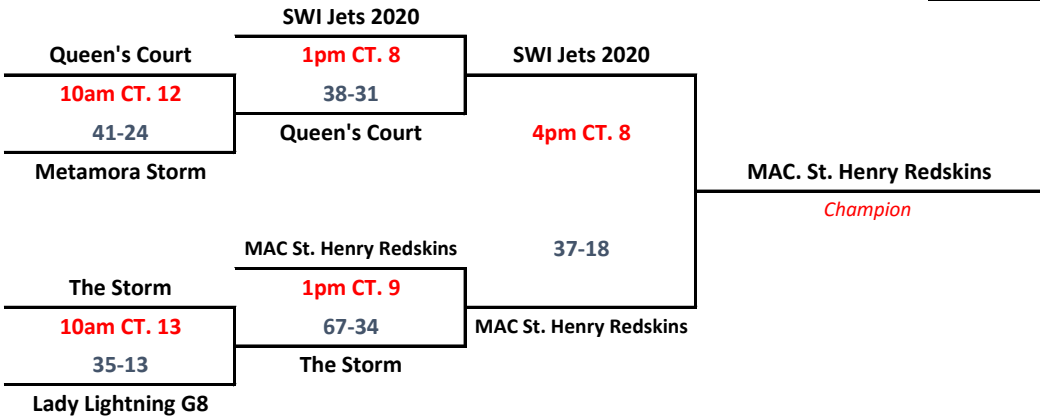 SWI Jets 2020
Queen's Court
1pm CT. 8
SWI Jets 2020
10am CT. 12
38-31
41-24
Queen's Court
4pm CT. 8
Metamora Storm
MAC. St. Henry Redskins
Champion
MAC St. Henry Redskins
37-18
The Storm
1pm CT. 9
10am CT. 13
67-34
MAC St. Henry Redskins
35-13
The Storm
Lady Lightning G8